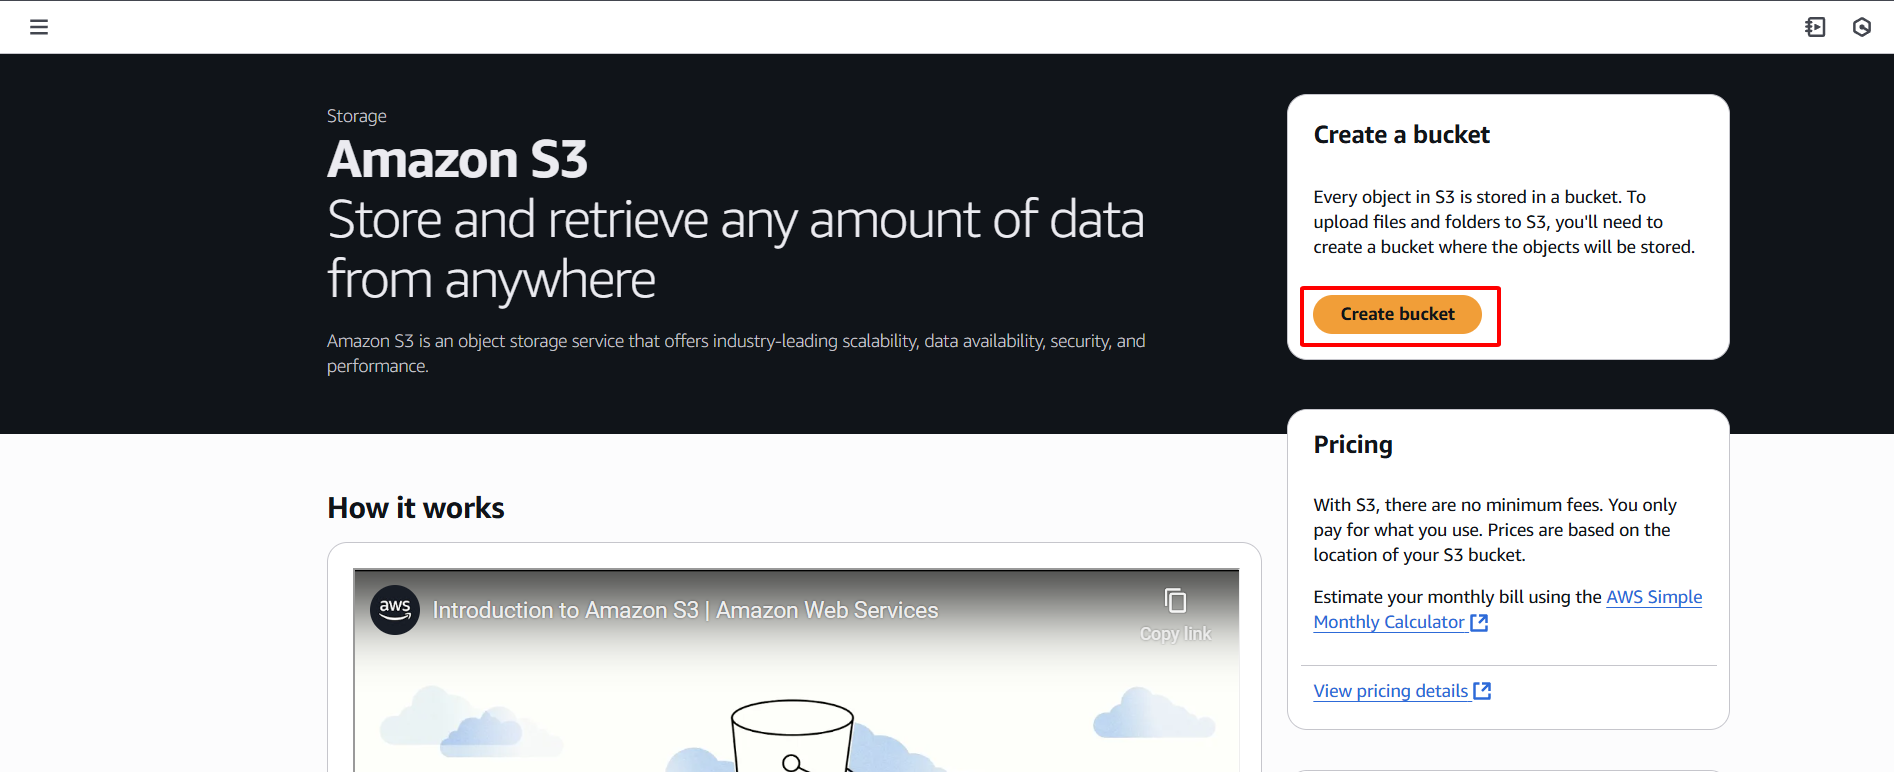 Storage
Amazon S3
Store and retrieve any amount of data
from anywhere
Amazon S3 is an object storage service that offers industry-leading scalability, data availability, security, and
performance.
Create a bucket
Every object in S3 is stored in a bucket. To
upload files and folders to S3, you'll need to
create a bucket where the objects will be stored.
Create bucket
Pricing
With S3, there are no minimum fees. You only
pay for what you use. Prices are based on the
location of your S3 bucket.
Estimate your monthly bill using the AWS Simple
Monthly Calculator
View pricing details
How it works
aws
Introduction to Amazon S3 | Amazon Web Services
Copy link